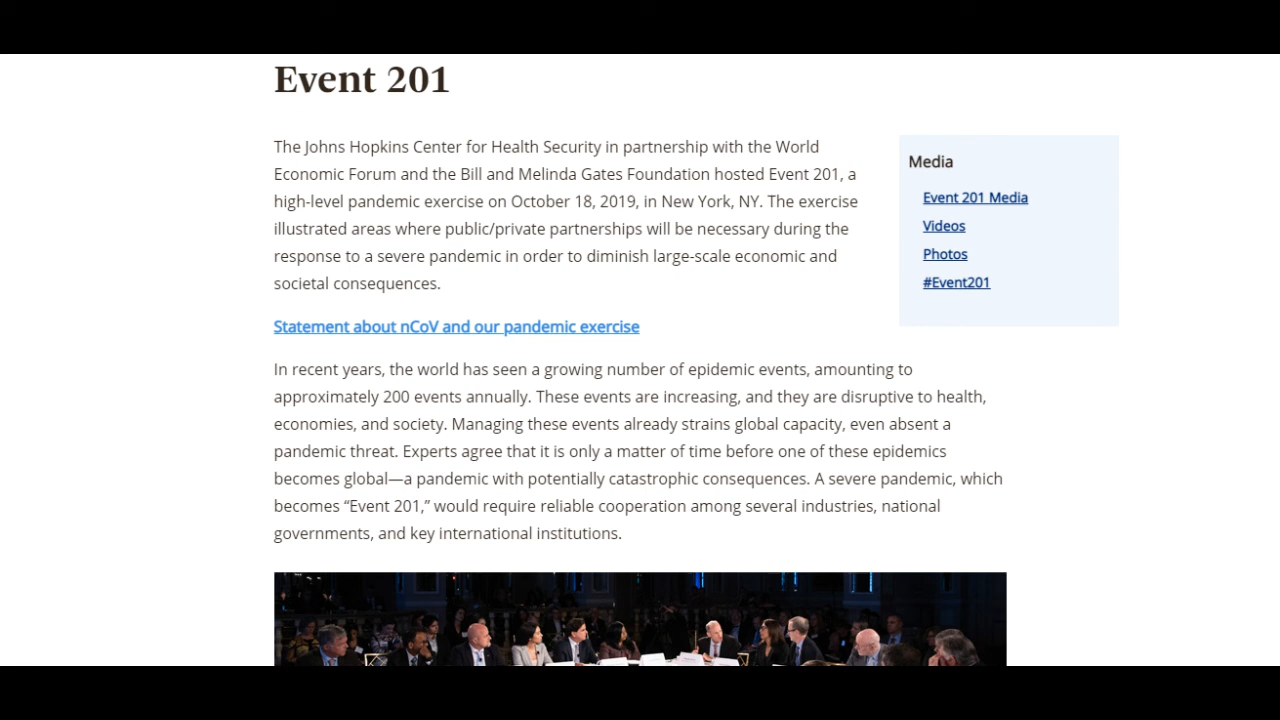 Event 201
The Johns Hopkins Center for Health Security in partnership with the World
Economic Forum and the Bill and Melinda Gates Foundation hosted Event 201, a
high-level pandemic exercise on October 18, 2019, in New York, NY. The exercise
illustrated areas where public/private partnerships will be necessary during the
response to a severe pandemic in order to diminish large-scale economic and
societal consequences.
Media
Event 201 Media
Videos
Photos
#Event201
Statement about nCoV and our pandemic exercise
In recent years, the world has seen a growing number of epidemic events, amounting to
approximately 200 events annually. These events are increasing, and they are disruptive to health,
economies, and society. Managing these events already strains global capacity, even absent a
pandemic threat. Experts agree that it is only a matter of time before one of these epidemics
becomes global—a pandemic with potentially catastrophic consequences. A severe pandemic, which
becomes “Event 201,” would require reliable cooperation among several industries, national
governments, and key international institutions.